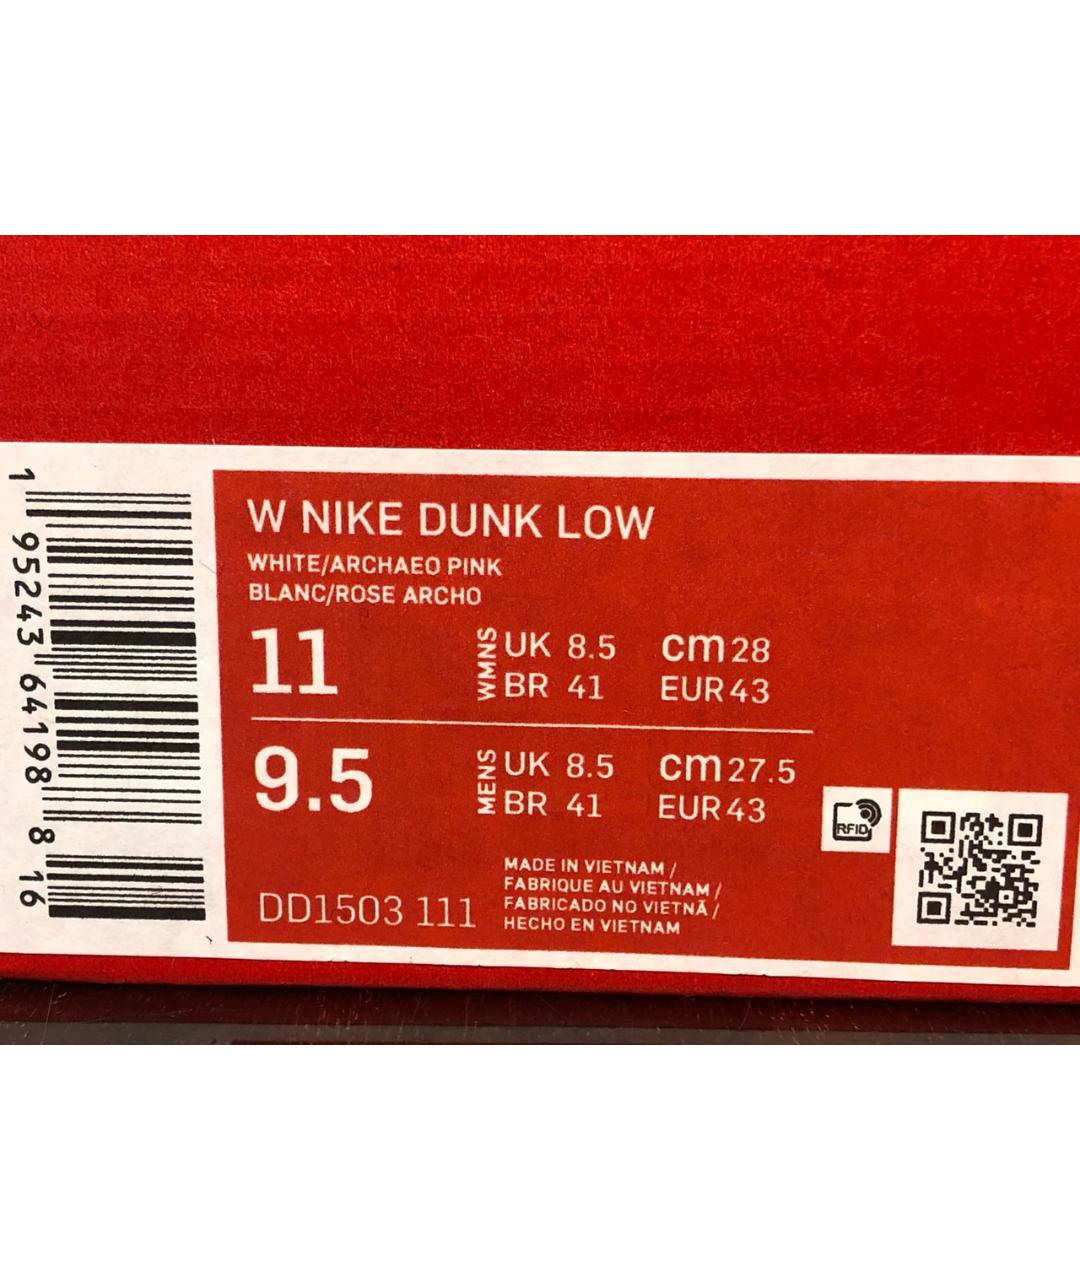 W NIKE DUNK LOW
WHITE/ARCHAEO PINK
BLANC/ROSE ARCHO
11 WMNS UK 8.5 cm 28
BR 41 EUR 43
9.5 MENS UK 8.5 cm 27.5
BR 41 EUR 43
RFID
MADE IN VIETNAM /
FABRIQUE AU VIETNAM /
FABRICADO NO VIETNÃ /
HECHO EN VIETNAM
DD1503 111
1 95243 64198 8 16